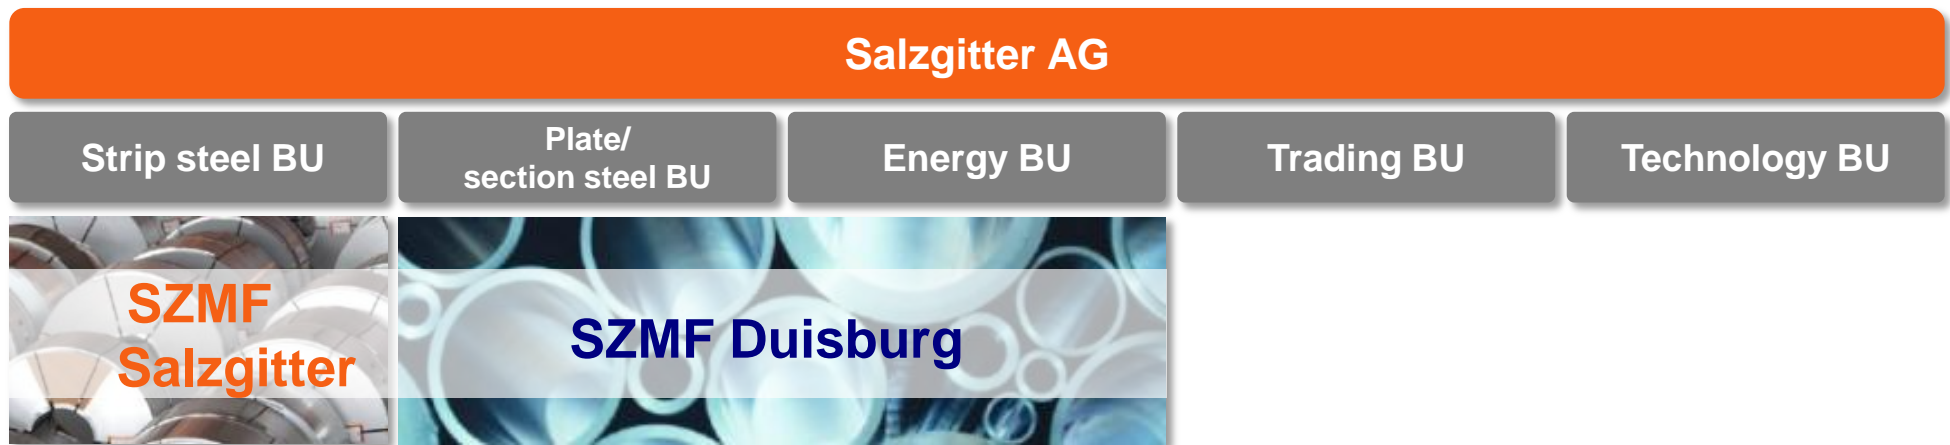 Salzgitter AG
Strip steel BU
Plate/
section steel BU
Energy BU
Trading BU
Technology BU
SZMF
Salzgitter
SZMF Duisburg